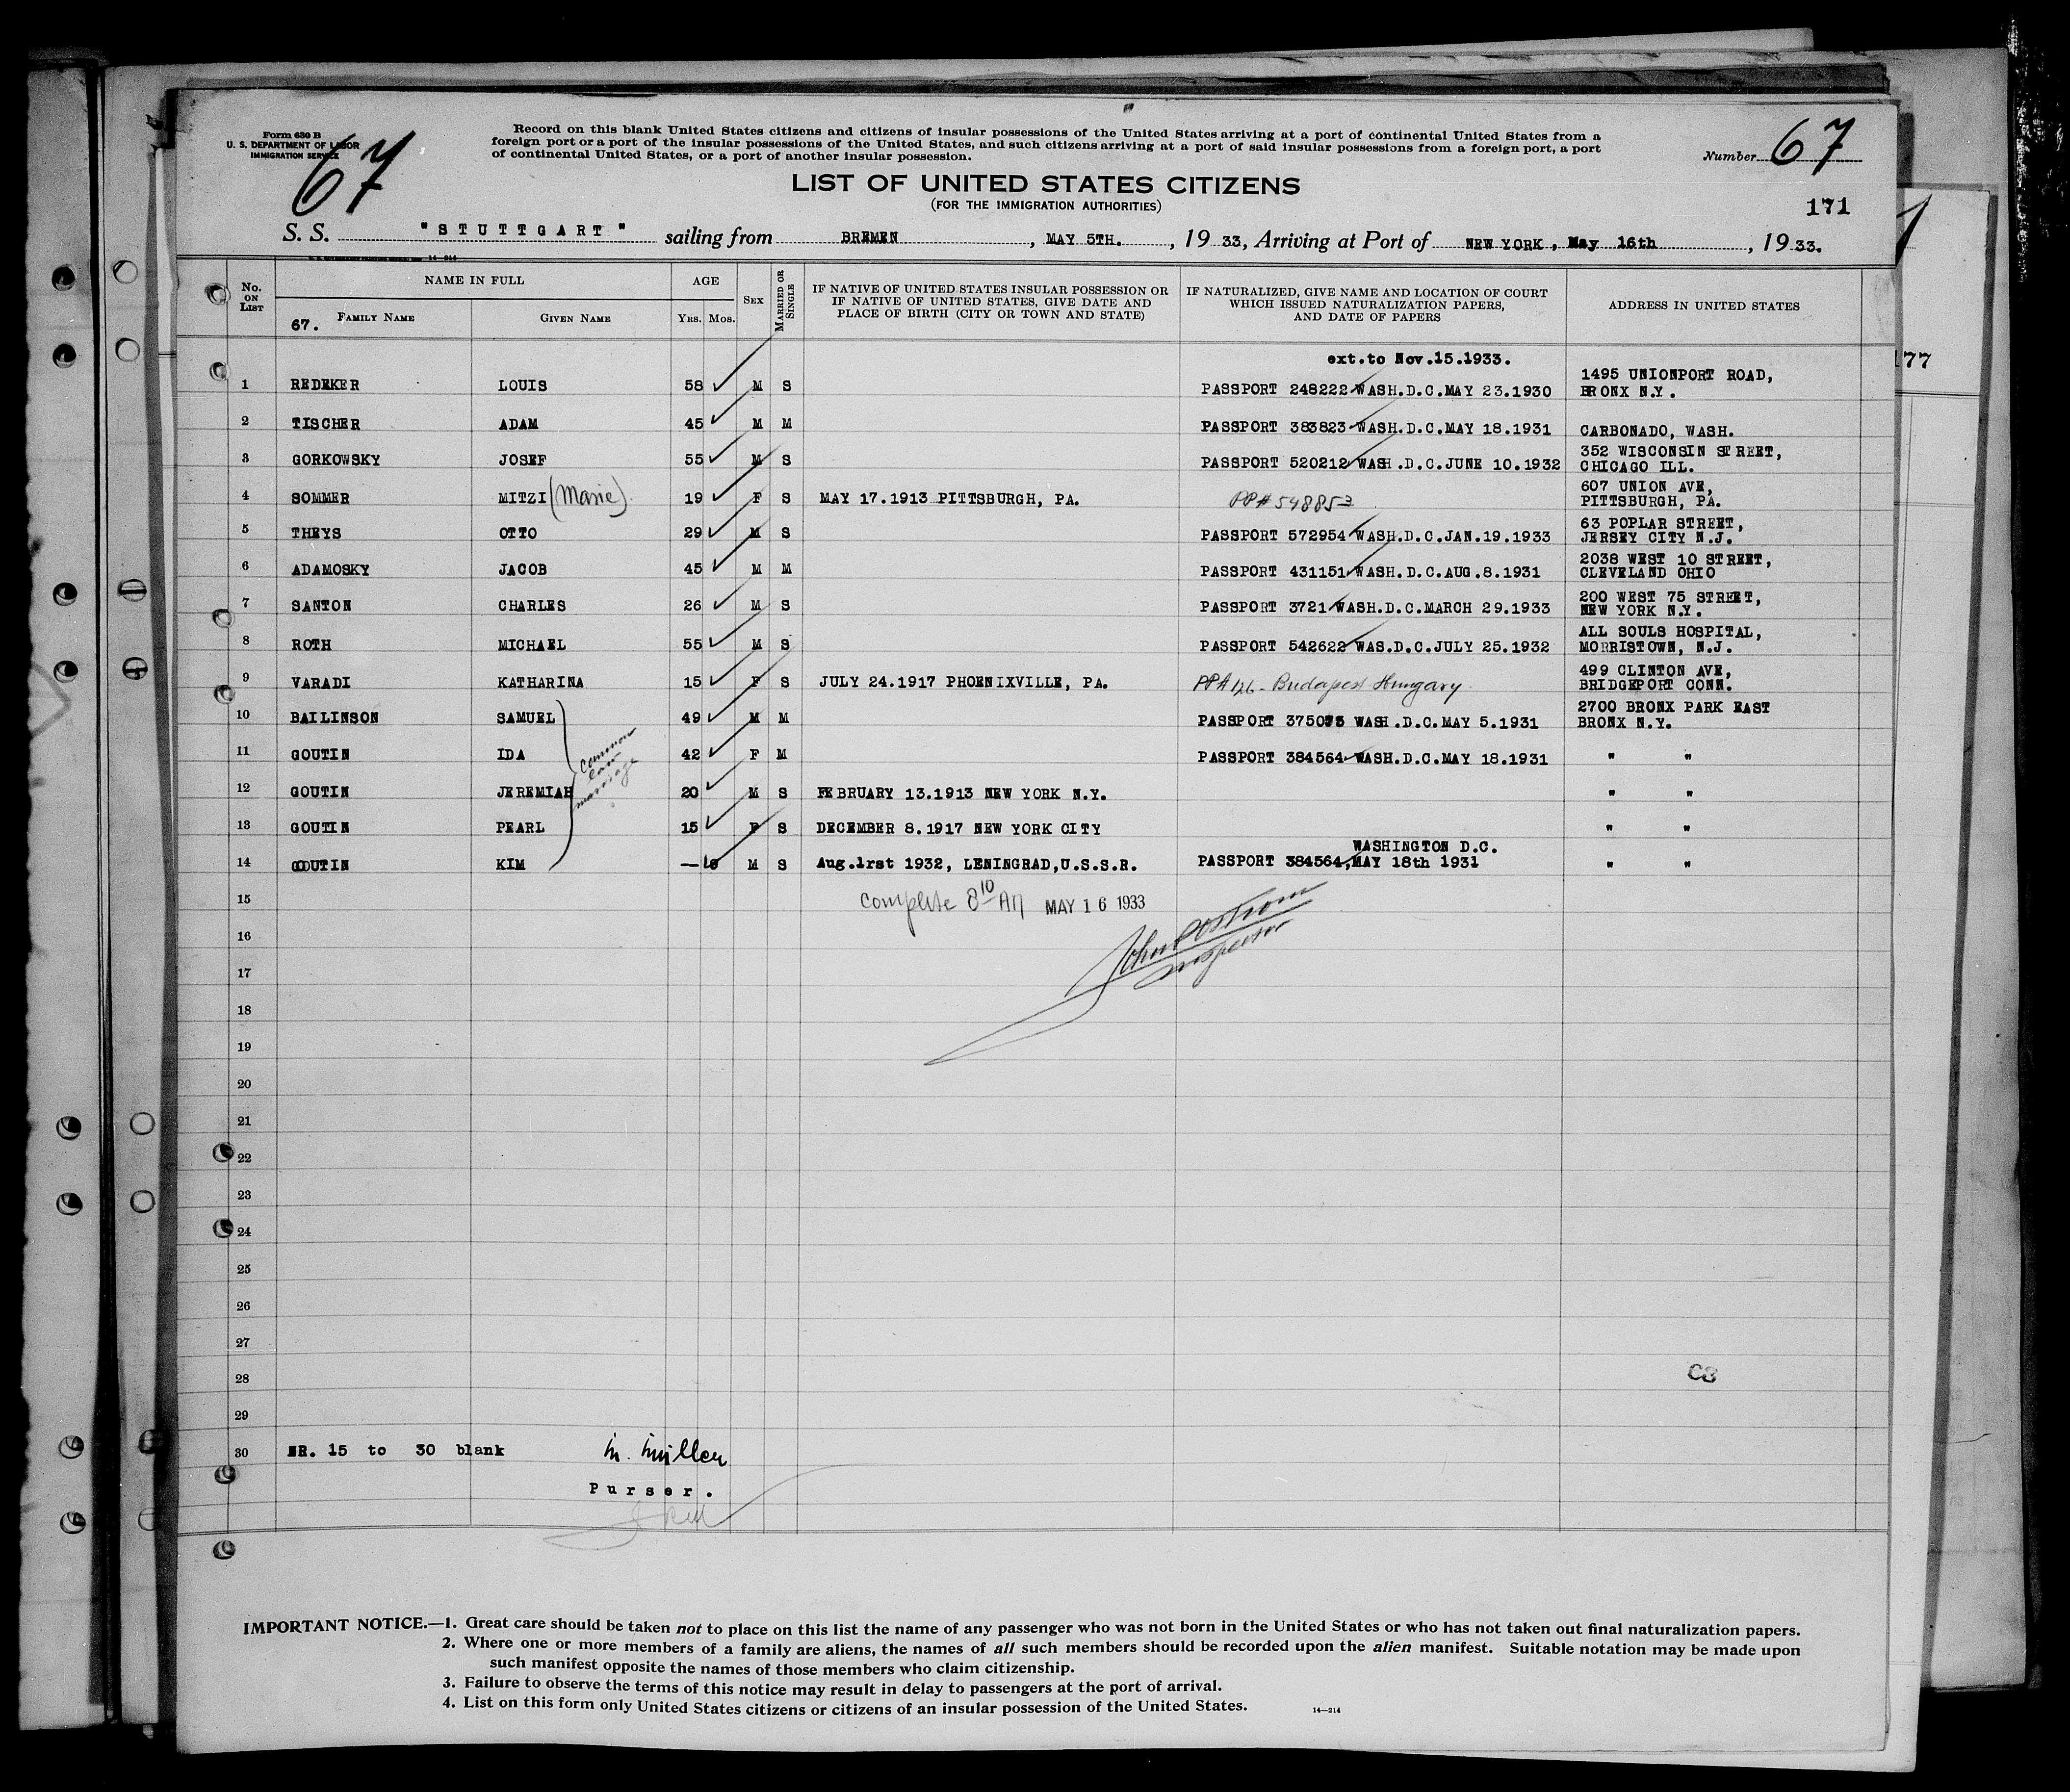 Form 630 B
U. S. DEPARTMENT OF LABOR
IMMIGRATION SERVICE
67
Record on this blank United States citizens and citizens of insular possessions of the United States arriving at a port of continental United States from a
foreign port or a port of the insular possessions of the United States, and such citizens arriving at a port of said insular possessions from a foreign port, a port
of continental United States, or a port of another insular possession.
Number 67
LIST OF UNITED STATES CITIZENS
(FOR THE IMMIGRATION AUTHORITIES)
171
S. S. "STUTTGART" sailing from BREMEN, MAY 5TH., 1933, Arriving at Port of NEW YORK, May 16th, 1933.
14-214
No. ON LIST
NAME IN FULL
67. FAMILY NAME
GIVEN NAME
AGE
YRS. MOS.
SEX
MARRIED OR SINGLE
IF NATIVE OF UNITED STATES INSULAR POSSESSION OR
IF NATIVE OF UNITED STATES, GIVE DATE AND
PLACE OF BIRTH (CITY OR TOWN AND STATE)
IF NATURALIZED, GIVE NAME AND LOCATION OF COURT
WHICH ISSUED NATURALIZATION PAPERS,
AND DATE OF PAPERS
ADDRESS IN UNITED STATES
177
ext.to Nov.15.1933.
1 REDEKER LOUIS 58 M S PASSPORT 248222 WASH.D.C.MAY 23.1930 1495 UNIONPORT ROAD,
BRONX N.Y.
2 TISCHER ADAM 45 M M PASSPORT 383823 WASH.D.C.MAY 18.1931 CARBONADO, WASH.
3 GORKOWSKY JOSEF 55 M S PASSPORT 520212 WASH.D.C.JUNE 10.1932 352 WISCONSIN STREET,
CHICAGO ILL.
4 SOMMER MITZI (Marie) 19 F S MAY 17.1913 PITTSBURGH, PA. PP# 548853 607 UNION AVE,
PITTSBURGH, PA.
5 THEYS OTTO 29 M S PASSPORT 572954 WASH.D.C.JAN.19.1933 63 POPLAR STREET,
JERSEY CITY N.J.
6 ADAMOSKY JACOB 45 M M PASSPORT 431151 WASH.D.C.AUG.8.1931 2038 WEST 10 STREET,
CLEVELAND OHIO
7 SANTON CHARLES 26 M S PASSPORT 3721 WASH.D.C.MARCH 29.1933 200 WEST 75 STREET,
NEW YORK N.Y.
8 ROTH MICHAEL 55 M S PASSPORT 542622 WAS.D.C.JULY 25.1932 ALL SOULS HOSPITAL,
MORRISTOWN, N.J.
9 VARADI KATHARINA 15 F S JULY 24.1917 PHOENIXVILLE, PA. PP# 126 - Budapest Hungary 499 CLINTON AVE,
BRIDGEPORT CONN.
10 BAILINSON SAMUEL 49 M M PASSPORT 375075 WASH.D.C.MAY 5.1931 2700 BRONX PARK EAST
BRONX N.Y.
common law marriage
11 GOUTIN IDA 42 F M PASSPORT 384564 WASH.D.C.MAY 18.1931 " "
12 GOUTIN JEREMIAH 20 M S FEBRUARY 13.1913 NEW YORK N.Y. " "
13 GOUTIN PEARL 15 F S DECEMBER 8.1917 NEW YORK CITY " "
WASHINGTON D.C.
14 GOUTIN KIM — 9 M S Aug.1rst 1932, LENINGRAD,U.S.S.R. PASSPORT 384564,MAY 18th 1931 " "
15 complete 8 10 AM MAY 16 1933
16
John Ostrom
Inspector
17
18
19
20
21
22
23
24
25
26
27
28
C3
29
30 NR. 15 to 30 blank m. müller
Purser.
IMPORTANT NOTICE.—1. Great care should be taken not to place on this list the name of any passenger who was not born in the United States or who has not taken out final naturalization papers.
2. Where one or more members of a family are aliens, the names of all such members should be recorded upon the alien manifest. Suitable notation may be made upon
such manifest opposite the names of those members who claim citizenship.
3. Failure to observe the terms of this notice may result in delay to passengers at the port of arrival.
4. List on this form only United States citizens or citizens of an insular possession of the United States.
14—214